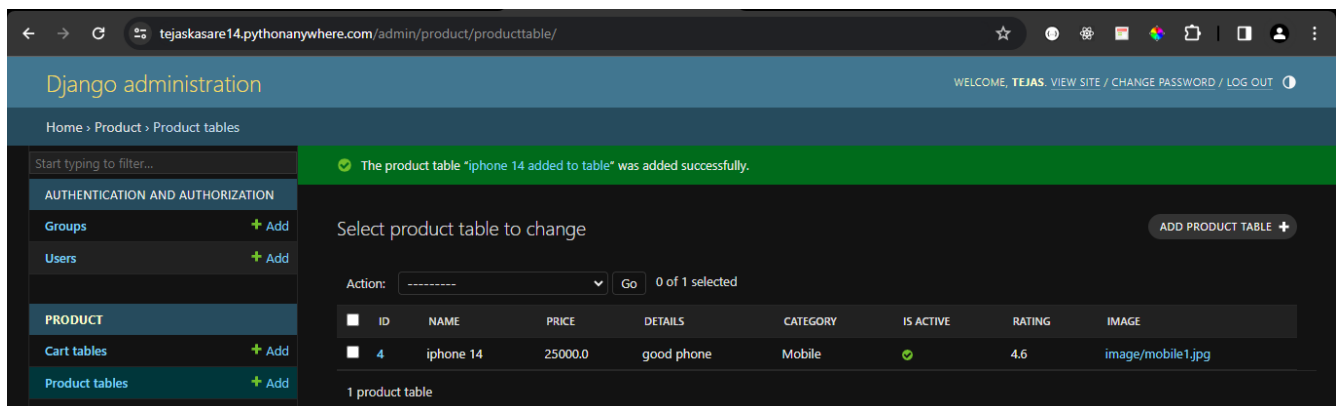 tejaskasare14.pythonanywhere.com/admin/product/producttable/
Django administration
WELCOME, TEJAS. VIEW SITE / CHANGE PASSWORD / LOG OUT
Home › Product › Product tables
Start typing to filter...
The product table “iphone 14 added to table” was added successfully.
AUTHENTICATION AND AUTHORIZATION
Groups + Add
Users + Add
PRODUCT
Cart tables + Add
Product tables + Add
Select product table to change
ADD PRODUCT TABLE +
Action: --------- Go 0 of 1 selected
ID NAME PRICE DETAILS CATEGORY IS ACTIVE RATING IMAGE
4 iphone 14 25000.0 good phone Mobile 4.6 image/mobile1.jpg
1 product table